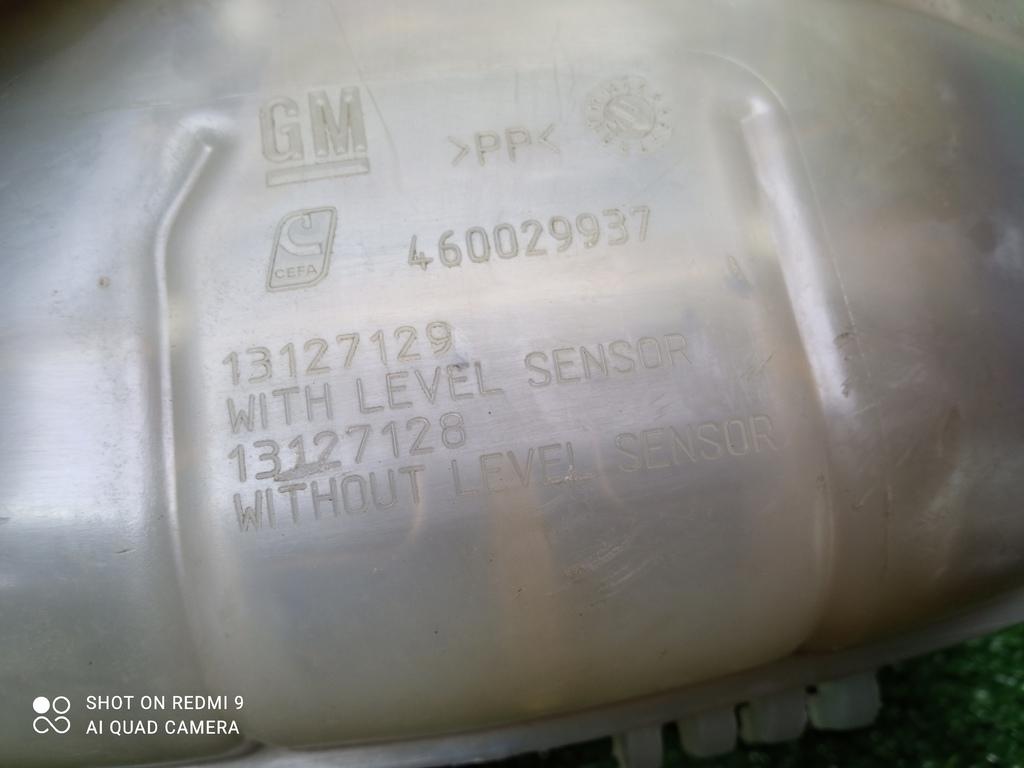 GM
>PP<
CEFA
460029937
13127129
WITH LEVEL SENSOR
13127128
WITHOUT LEVEL SENSOR
SHOT ON REDMI 9
AI QUAD CAMERA